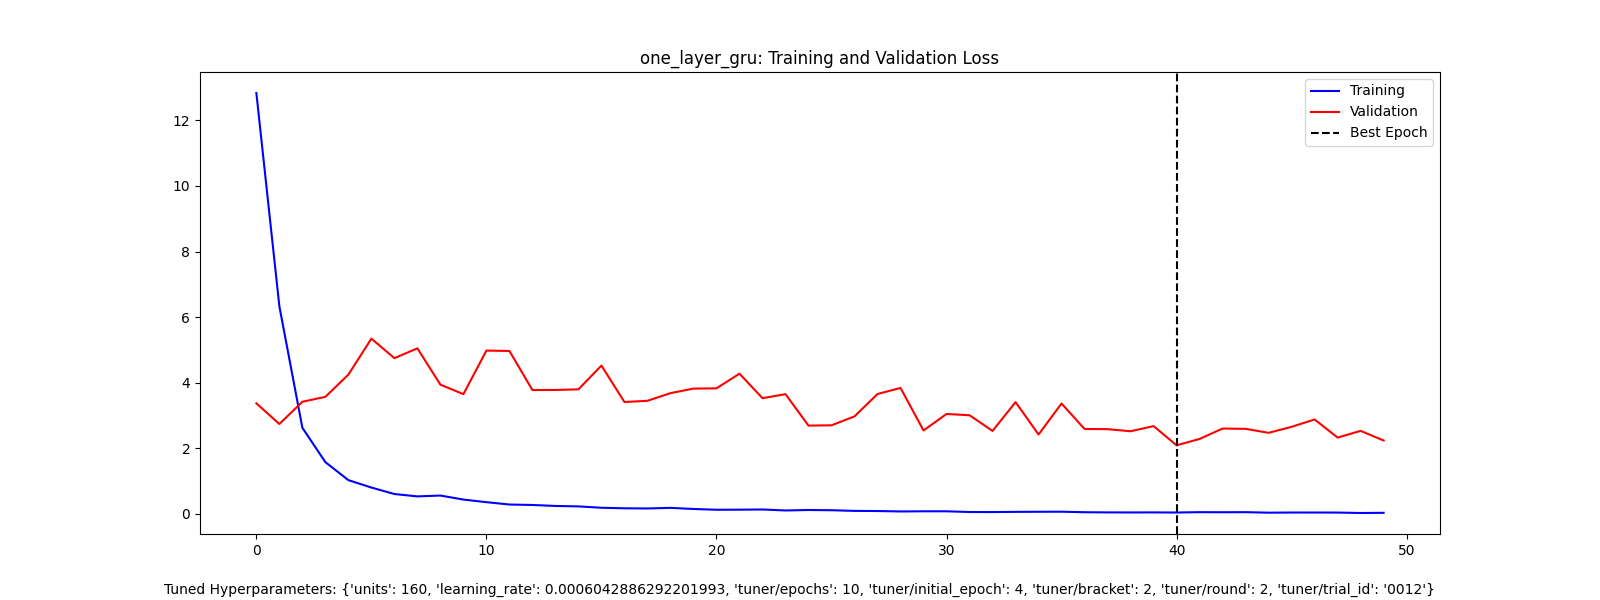 one_layer_gru: Training and Validation Loss
Training
Validation
Best Epoch
12
10
8
6
4
2
0
0 10 20 30 40 50
Tuned Hyperparameters: {'units': 160, 'learning_rate': 0.0006042886292201993, 'tuner/epochs': 10, 'tuner/initial_epoch': 4, 'tuner/bracket': 2, 'tuner/round': 2, 'tuner/trial_id': '0012'}